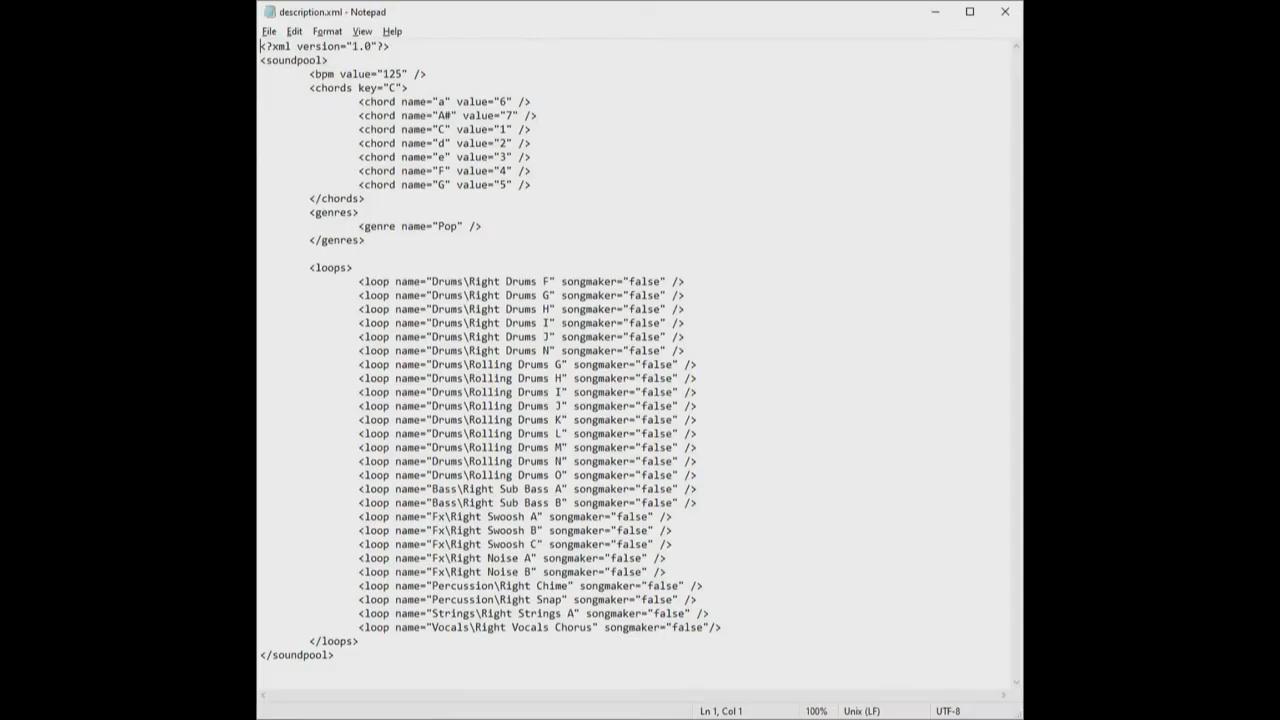 description.xml - Notepad
File Edit Format View Help
<?xml version="1.0"?>
<soundpool>
<bpm value="125" />
<chords key="C">
<chord name="a" value="6" />
<chord name="A#" value="7" />
<chord name="C" value="1" />
<chord name="d" value="2" />
<chord name="e" value="3" />
<chord name="F" value="4" />
<chord name="G" value="5" />
</chords>
<genres>
<genre name="Pop" />
</genres>
<loops>
<loop name="Drums\Right Drums F" songmaker="false" />
<loop name="Drums\Right Drums G" songmaker="false" />
<loop name="Drums\Right Drums H" songmaker="false" />
<loop name="Drums\Right Drums I" songmaker="false" />
<loop name="Drums\Right Drums J" songmaker="false" />
<loop name="Drums\Right Drums N" songmaker="false" />
<loop name="Drums\Rolling Drums G" songmaker="false" />
<loop name="Drums\Rolling Drums H" songmaker="false" />
<loop name="Drums\Rolling Drums I" songmaker="false" />
<loop name="Drums\Rolling Drums J" songmaker="false" />
<loop name="Drums\Rolling Drums K" songmaker="false" />
<loop name="Drums\Rolling Drums L" songmaker="false" />
<loop name="Drums\Rolling Drums M" songmaker="false" />
<loop name="Drums\Rolling Drums N" songmaker="false" />
<loop name="Drums\Rolling Drums O" songmaker="false" />
<loop name="Bass\Right Sub Bass A" songmaker="false" />
<loop name="Bass\Right Sub Bass B" songmaker="false" />
<loop name="Fx\Right Swoosh A" songmaker="false" />
<loop name="Fx\Right Swoosh B" songmaker="false" />
<loop name="Fx\Right Swoosh C" songmaker="false" />
<loop name="Fx\Right Noise A" songmaker="false" />
<loop name="Fx\Right Noise B" songmaker="false" />
<loop name="Percussion\Right Chime" songmaker="false" />
<loop name="Percussion\Right Snap" songmaker="false" />
<loop name="Strings\Right Strings A" songmaker="false" />
<loop name="Vocals\Right Vocals Chorus" songmaker="false"/>
</loops>
</soundpool>
Ln 1, Col 1 100% Unix (LF) UTF-8